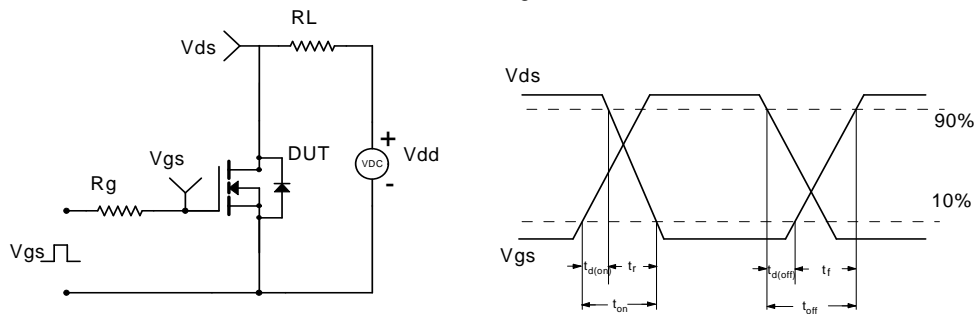 RL
Vds
Vgs
DUT
+
VDC
Vdd
-
Rg
Vgs
Vds
90%
10%
Vgs
td(on)
tr
td(off)
tf
ton
toff